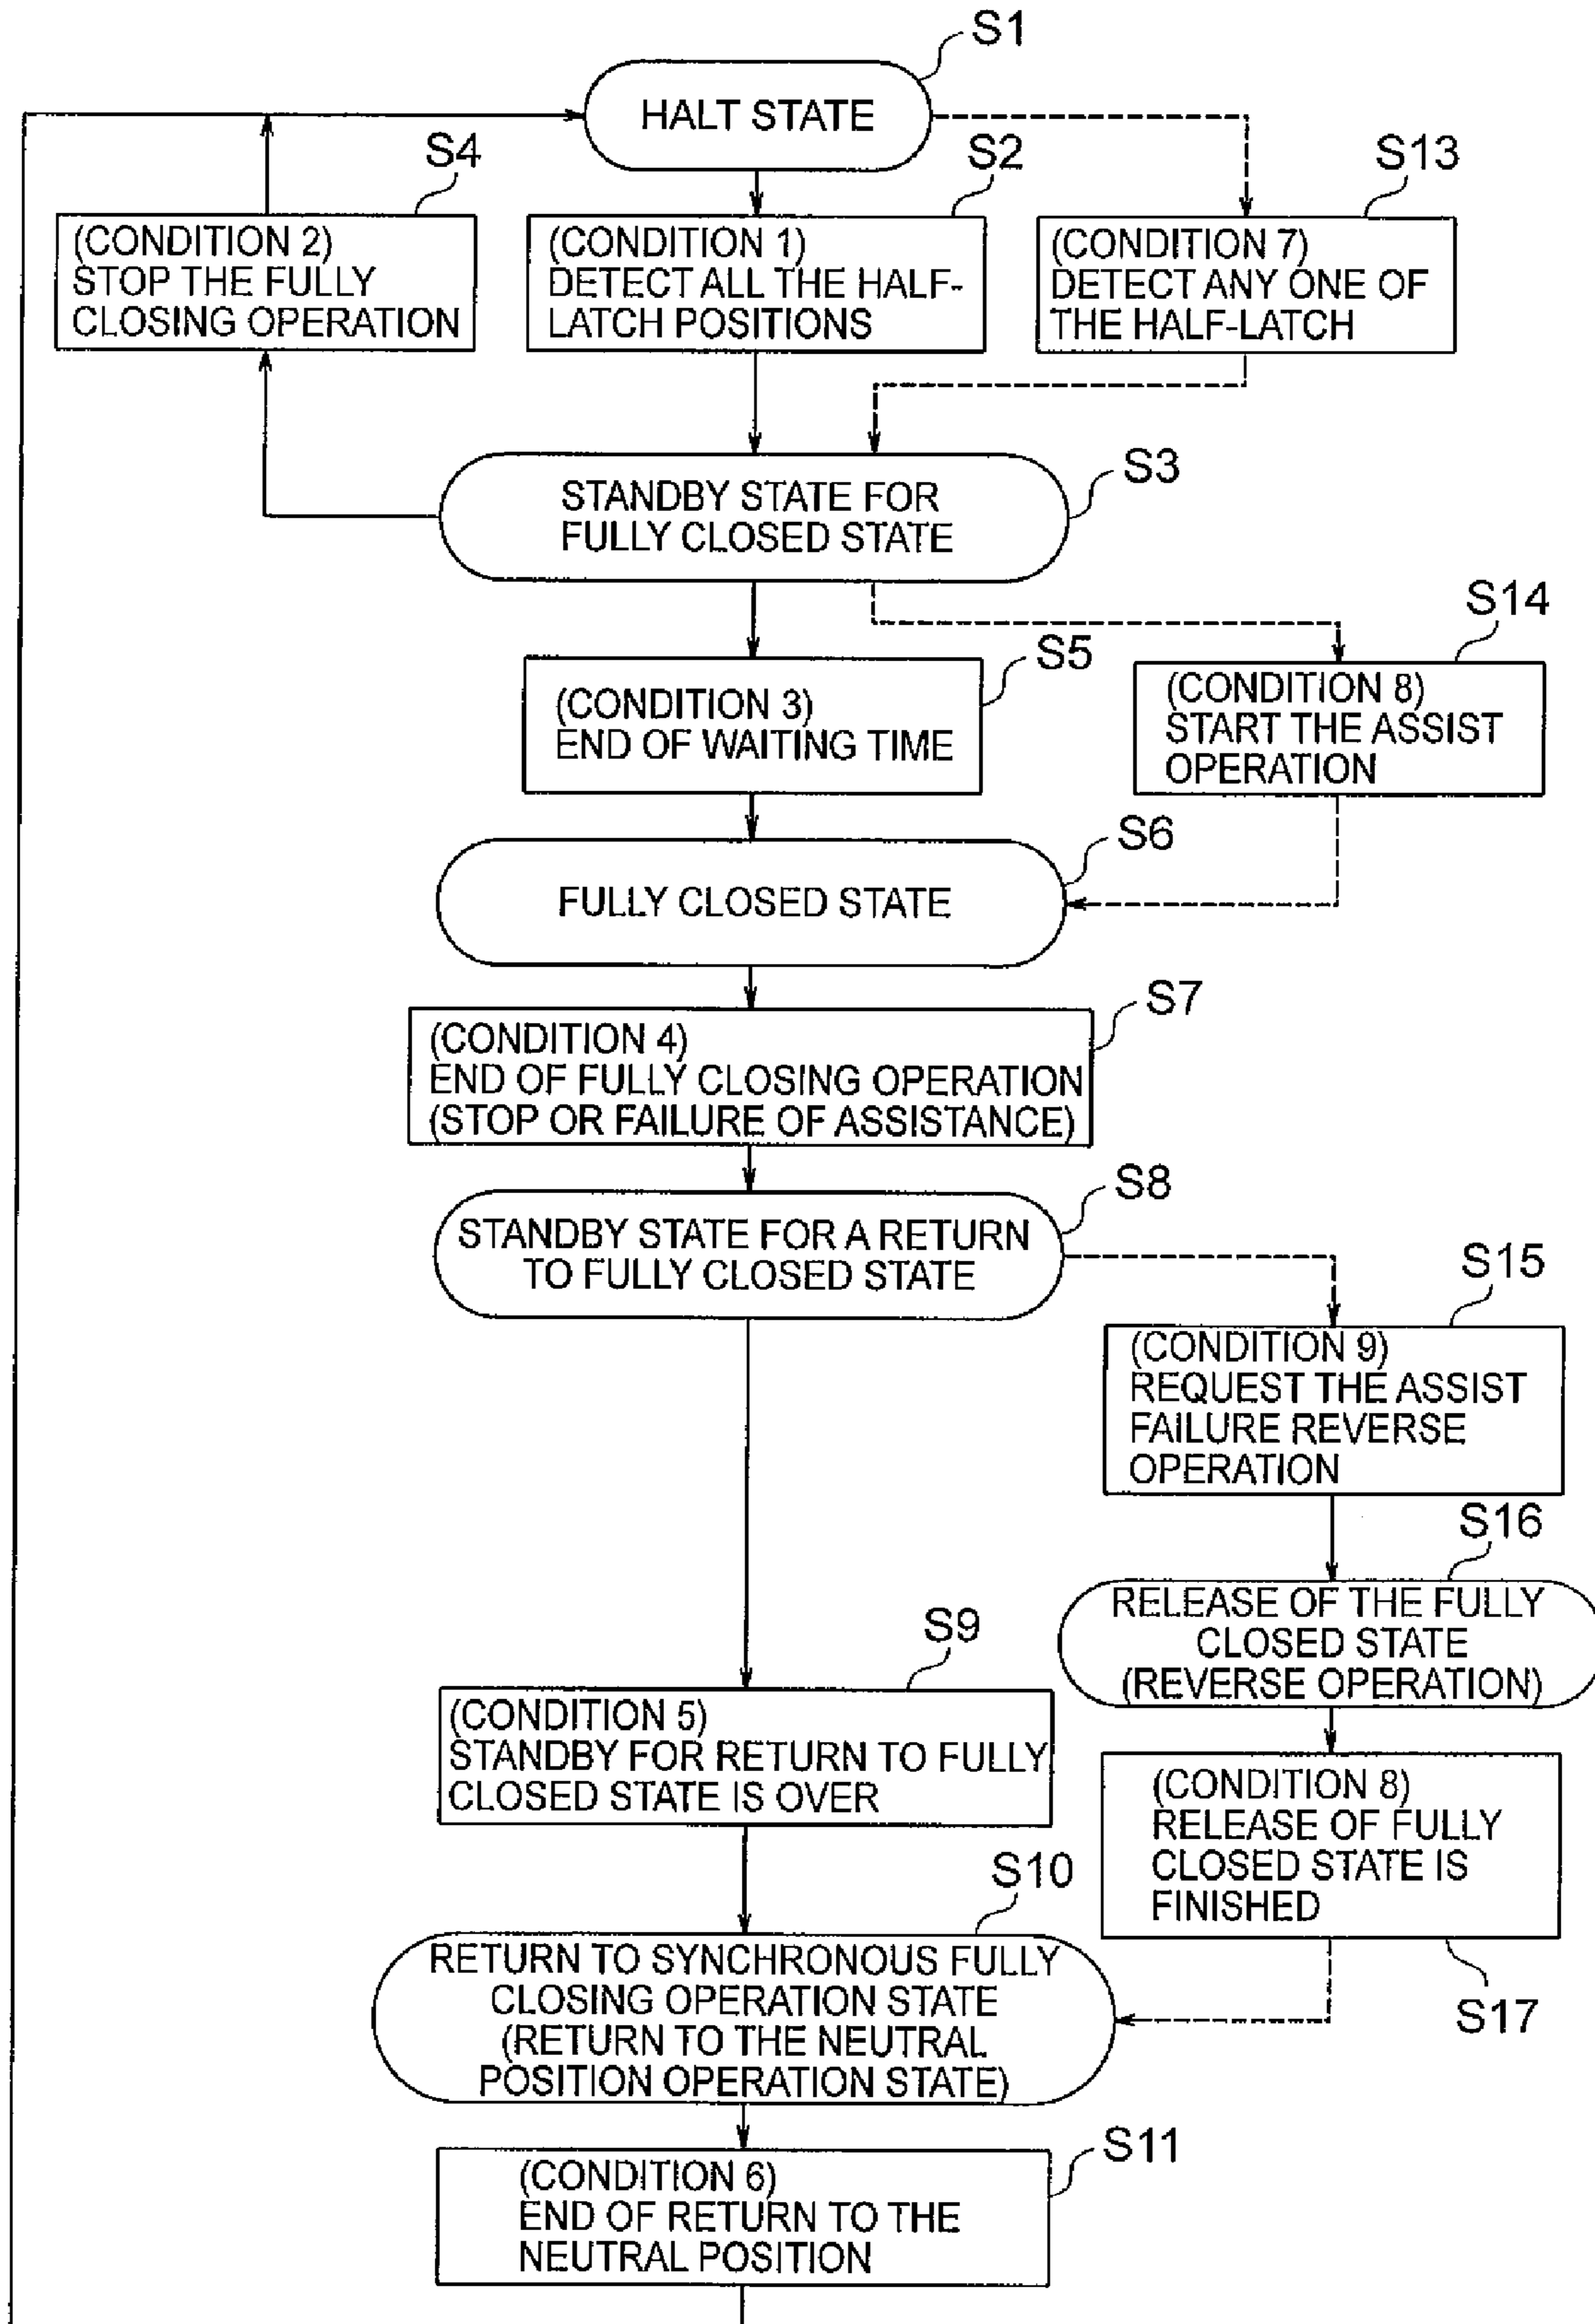 S1
HALT STATE
S4
S2
S13
(CONDITION 2)
STOP THE FULLY
CLOSING OPERATION
(CONDITION 1)
DETECT ALL THE HALF-
LATCH POSITIONS
(CONDITION 7)
DETECT ANY ONE OF
THE HALF-LATCH
S3
STANDBY STATE FOR
FULLY CLOSED STATE
S14
S5
(CONDITION 3)
END OF WAITING TIME
(CONDITION 8)
START THE ASSIST
OPERATION
S6
FULLY CLOSED STATE
S7
(CONDITION 4)
END OF FULLY CLOSING OPERATION
(STOP OR FAILURE OF ASSISTANCE)
S8
STANDBY STATE FOR A RETURN
TO FULLY CLOSED STATE
S15
(CONDITION 9)
REQUEST THE ASSIST
FAILURE REVERSE
OPERATION
S16
RELEASE OF THE FULLY
CLOSED STATE
(REVERSE OPERATION)
S9
(CONDITION 5)
STANDBY FOR RETURN TO FULLY
CLOSED STATE IS OVER
(CONDITION 8)
RELEASE OF FULLY
CLOSED STATE IS
FINISHED
S17
S10
RETURN TO SYNCHRONOUS FULLY
CLOSING OPERATION STATE
(RETURN TO THE NEUTRAL
POSITION OPERATION STATE)
S11
(CONDITION 6)
END OF RETURN TO THE
NEUTRAL POSITION